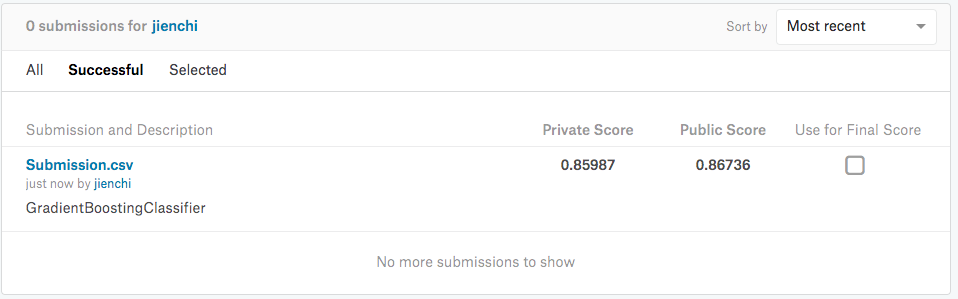 0 submissions for jienchi Sort by Most recent
All Successful Selected
Submission and Description Private Score Public Score Use for Final Score
Submission.csv 0.85987 0.86736
just now by jienchi
GradientBoostingClassifier
No more submissions to show